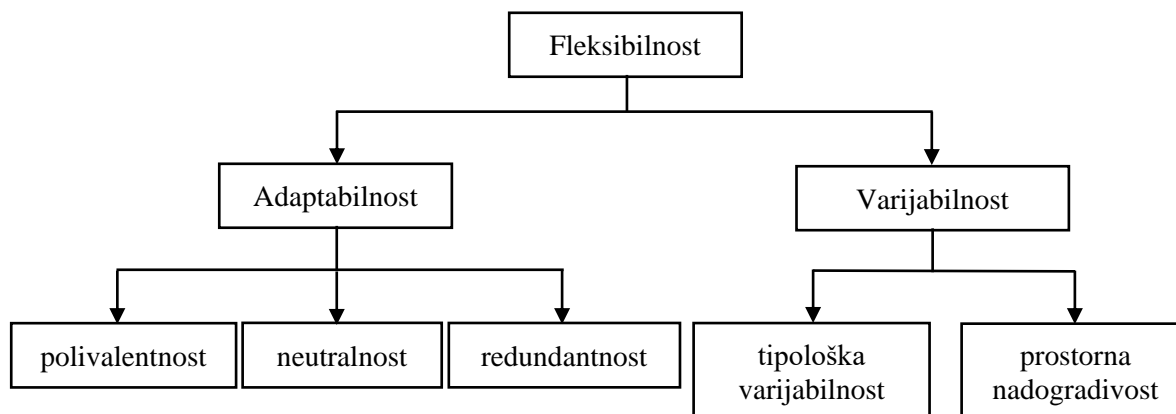 Fleksibilnost
Adaptabilnost
Varijabilnost
polivalentnost
neutralnost
redundantnost
tipološka
varijabilnost
prostorna
nadogradivost